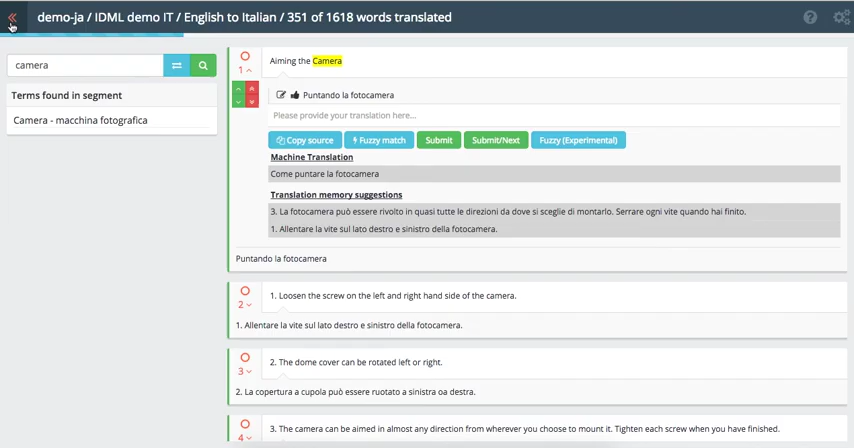 demo-ja / IDML demo IT / English to Italian / 351 of 1618 words translated
camera
Terms found in segment
Camera - macchina fotografica
1
Aiming the Camera
Puntando la fotocamera
Please provide your translation here...
Copy source
Fuzzy match
Submit
Submit/Next
Fuzzy (Experimental)
Machine Translation
Come puntare la fotocamera
Translation memory suggestions
3. La fotocamera può essere rivolto in quasi tutte le direzioni da dove si sceglie di montarlo. Serrare ogni vite quando hai finito.
1. Allentare la vite sul lato destro e sinistro della fotocamera.
Puntando la fotocamera
2
1. Loosen the screw on the left and right hand side of the camera.
1. Allentare la vite sul lato destro e sinistro della fotocamera.
3
2. The dome cover can be rotated left or right.
2. La copertura a cupola può essere ruotato a sinistra oa destra.
4
3. The camera can be aimed in almost any direction from wherever you choose to mount it. Tighten each screw when you have finished.